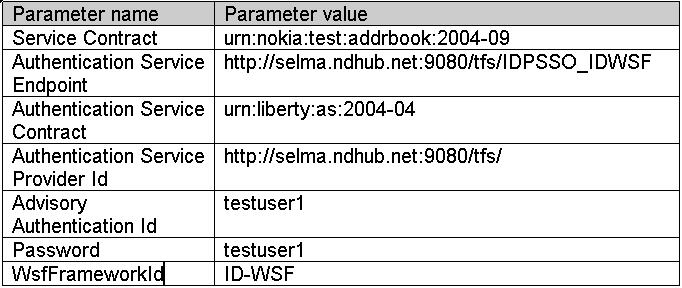 Parameter name Parameter value
Service Contract urn:nokia:test:addrbook:2004-09
Authentication Service http://selma.ndhub.net:9080/tfs/IDPSSO_IDWSF
Endpoint
Authentication Service urn:liberty:as:2004-04
Contract
Authentication Service http://selma.ndhub.net:9080/tfs/
Provider Id
Advisory testuser1
Authentication Id
Password testuser1
WsfFrameworkId ID-WSF